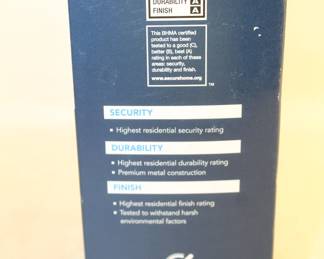 DURABILITY A
FINISH A
This BHMA certified
product has been
tested to a good (C),
better (B), best (A)
rating in each of these
areas: security,
durability and finish.
www.securehome.org
TM
SECURITY
• Highest residential security rating
DURABILITY
• Highest residential durability rating
• Premium metal construction
FINISH
• Highest residential finish rating
• Tested to withstand harsh
environmental factors